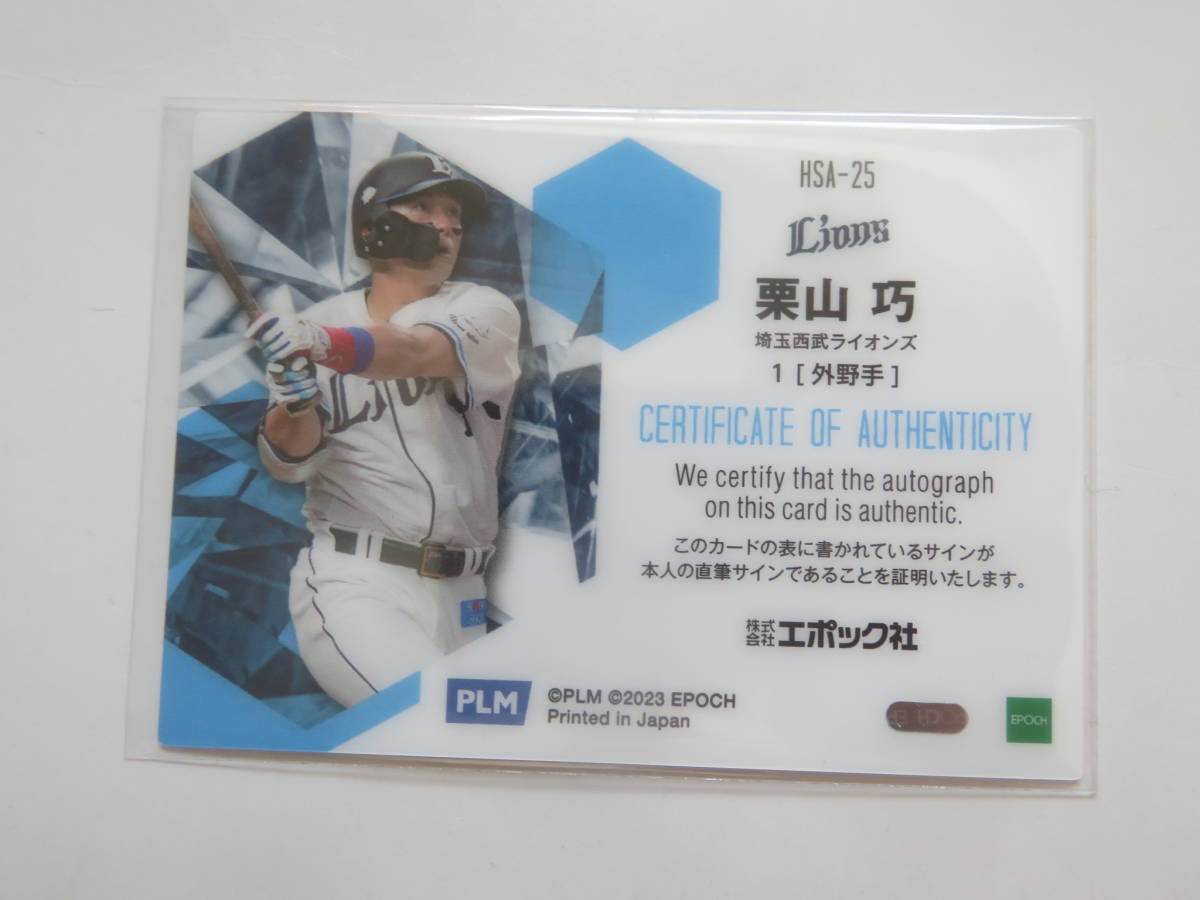 HSA-25
Lions
栗山 巧
埼玉西武ライオンズ
1 [ 外野手 ]
CERTIFICATE OF AUTHENTICITY
We certify that the autograph
on this card is authentic.
このカードの表に書かれているサインが
本人の直筆サインであることを証明いたします。
株式会社エポック社
PLM
©PLM ©2023 EPOCH
Printed in Japan
EPOCH